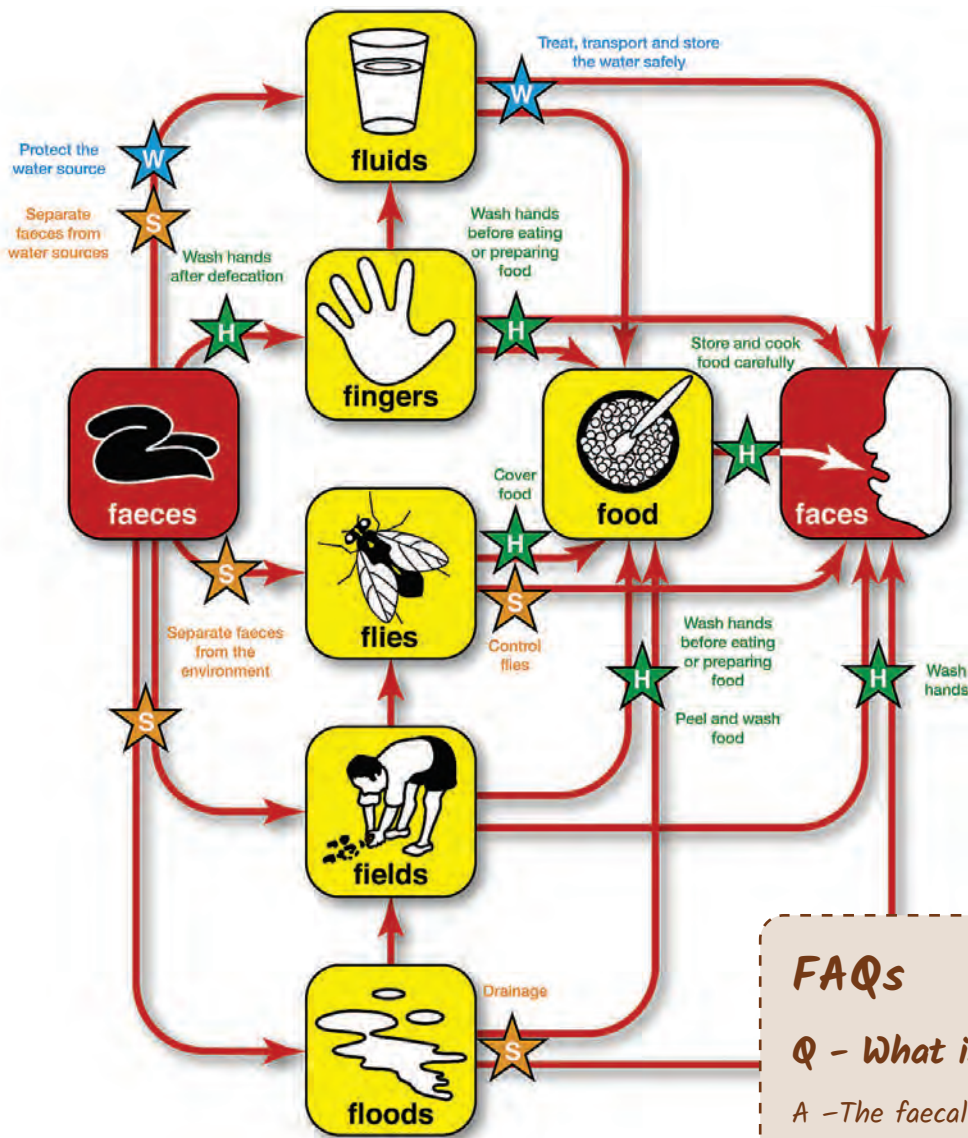 Treat, transport and store
the water safely
W
fluids
Protect the
water source
W
Separate
faeces from
water sources
S
Wash hands
after defecation
H
Wash hands
before eating
or preparing
food
H
fingers
Store and cook
food carefully
H
faeces
food
faces
Cover
food
H
S
flies
Separate faeces
from the
environment
S
Control
flies
Wash hands
before eating
or preparing
food
H
Peel and wash
food
H
Wash
hands
S
fields
Drainage
S
floods
FAQs
Q - What i
A -The faecal